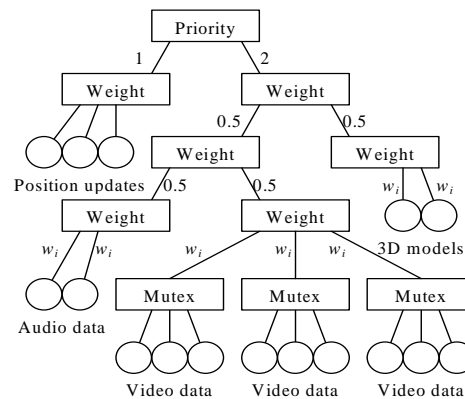 Priority
1 2
Weight Weight
0.5 0.5
Weight Weight
Position updates 0.5 0.5 w_i w_i
Weight Weight
w_i w_i w_i w_i w_i 3D models
Mutex Mutex Mutex
Audio data
Video data Video data Video data